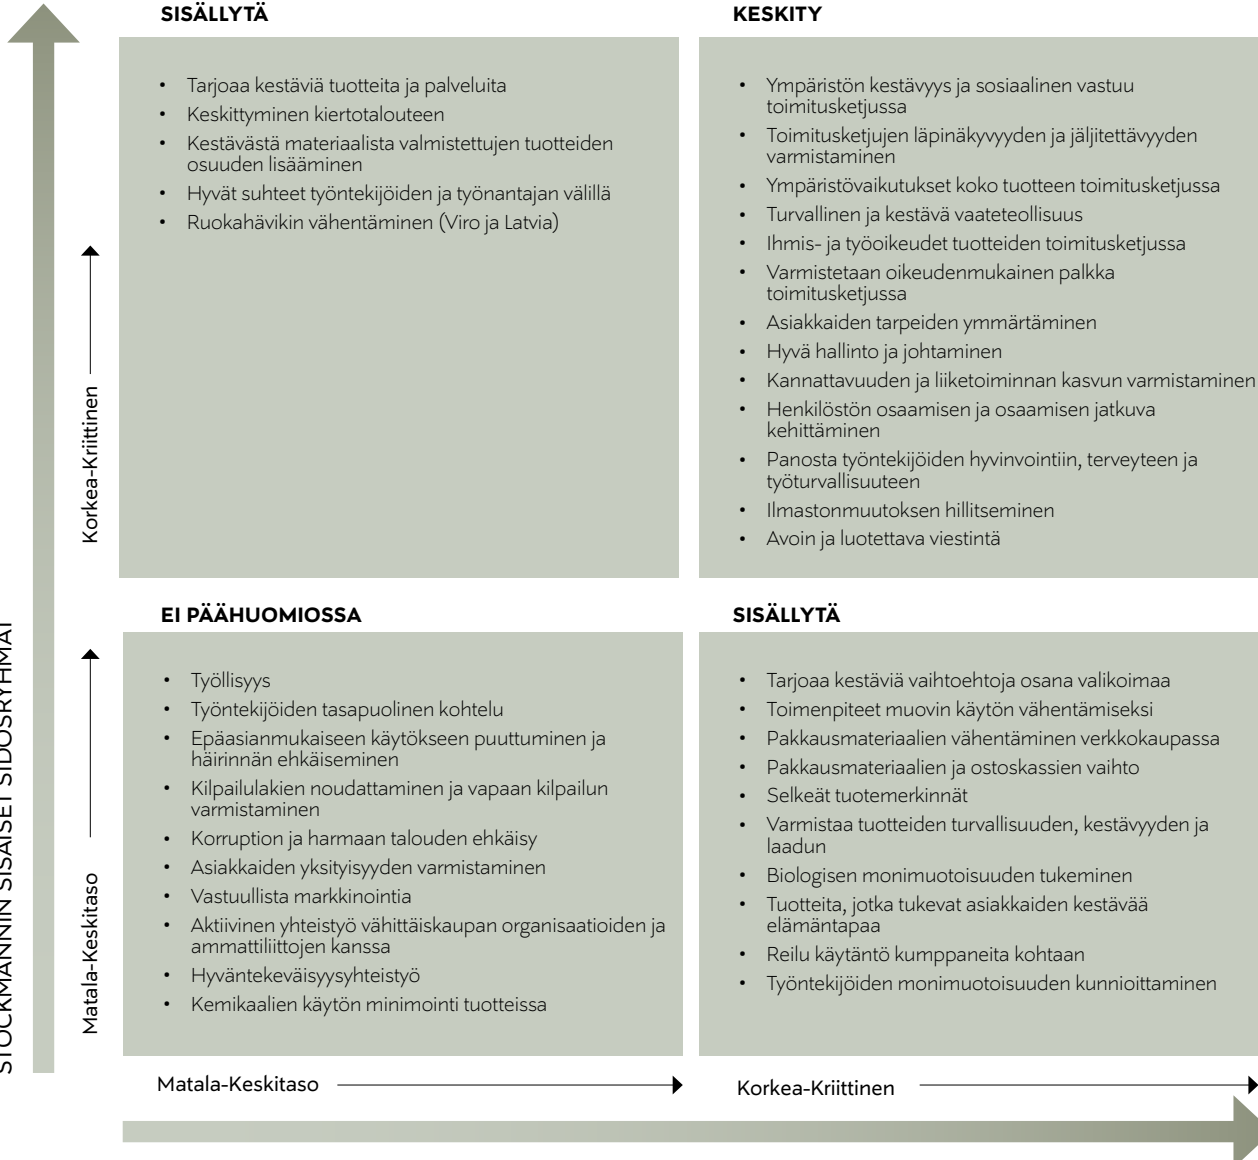 SISÄLLYTÄ
• Tarjoaa kestäviä tuotteita ja palveluita
• Keskittyminen kiertotalouteen
• Kestävästä materiaalista valmistettujen tuotteiden
osuuden lisääminen
• Hyvät suhteet työntekijöiden ja työnantajan välillä
• Ruokahävikin vähentäminen (Viro ja Latvia)
KESKITY
• Ympäristön kestävyys ja sosiaalinen vastuu
toimitusketjussa
• Toimitusketjujen läpinäkyvyyden ja jäljitettävyyden
varmistaminen
• Ympäristövaikutukset koko tuotteen toimitusketjussa
• Turvallinen ja kestävä vaateteollisuus
• Ihmis- ja työoikeudet tuotteiden toimitusketjussa
• Varmistetaan oikeudenmukainen palkka
toimitusketjussa
• Asiakkaiden tarpeiden ymmärtäminen
• Hyvä hallinto ja johtaminen
• Kannattavuuden ja liiketoiminnan kasvun varmistaminen
• Henkilöstön osaamisen ja osaamisen jatkuva
kehittäminen
• Panosta työntekijöiden hyvinvointiin, terveyteen ja
työturvallisuuteen
• Ilmastonmuutoksen hillitseminen
• Avoin ja luotettava viestintä
Korkea-Kriittinen
EI PÄÄHUOMIOSSA
• Työllisyys
• Työntekijöiden tasapuolinen kohtelu
• Epäasianmukaiseen käytökseen puuttuminen ja
häirinnän ehkäiseminen
• Kilpailulakien noudattaminen ja vapaan kilpailun
varmistaminen
• Korruption ja harmaan talouden ehkäisy
• Asiakkaiden yksityisyyden varmistaminen
• Vastuullista markkinointia
• Aktiivinen yhteistyö vähittäiskaupan organisaatioiden ja
ammattiliittojen kanssa
• Hyväntekeväisyysyhteistyö
• Kemikaalien käytön minimointi tuotteissa
SISÄLLYTÄ
• Tarjoaa kestäviä vaihtoehtoja osana valikoimaa
• Toimenpiteet muovin käytön vähentämiseksi
• Pakkausmateriaalien vähentäminen verkkokaupassa
• Pakkausmateriaalien ja ostoskassien vaihto
• Selkeät tuotemerkinnät
• Varmistaa tuotteiden turvallisuuden, kestävyyden ja
laadun
• Biologisen monimuotoisuuden tukeminen
• Tuotteita, jotka tukevat asiakkaiden kestävää
elämäntapaa
• Reilu käytäntö kumppaneita kohtaan
• Työntekijöiden monimuotoisuuden kunnioittaminen
Matala-Keskitaso
STOCKMANNIN SISÄISET SIDOSRYHMÄT
Matala-Keskitaso
Korkea-Kriittinen